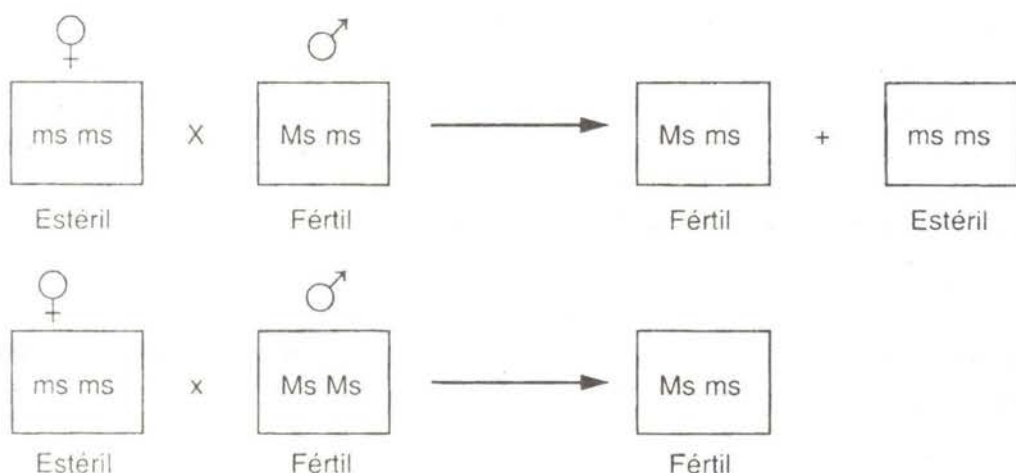 ♀ ♂
ms ms X Ms ms Ms ms + ms ms
Estéril Fértil Fértil Estéril
♀ ♂
ms ms x Ms Ms Ms ms
Estéril Fértil Fértil